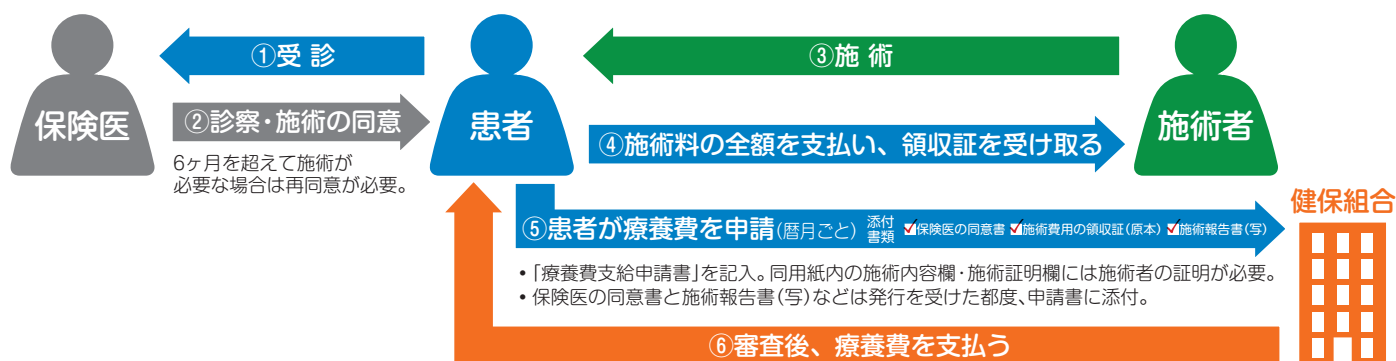 ①受 診
③施 術
保険医
②診察・施術の同意
患者
④施術料の全額を支払い、領収証を受け取る
施術者
6ヶ月を超えて施術が
必要な場合は再同意が必要。
健保組合
⑤患者が療養費を申請(暦月ごと) 添付書類 保険医の同意書 施術費用の領収証(原本) 施術報告書(写)
・「療養費支給申請書」を記入。同用紙内の施術内容欄・施術証明欄には施術者の証明が必要。
・保険医の同意書と施術報告書(写)などは発行を受けた都度、申請書に添付。
⑥審査後、療養費を支払う